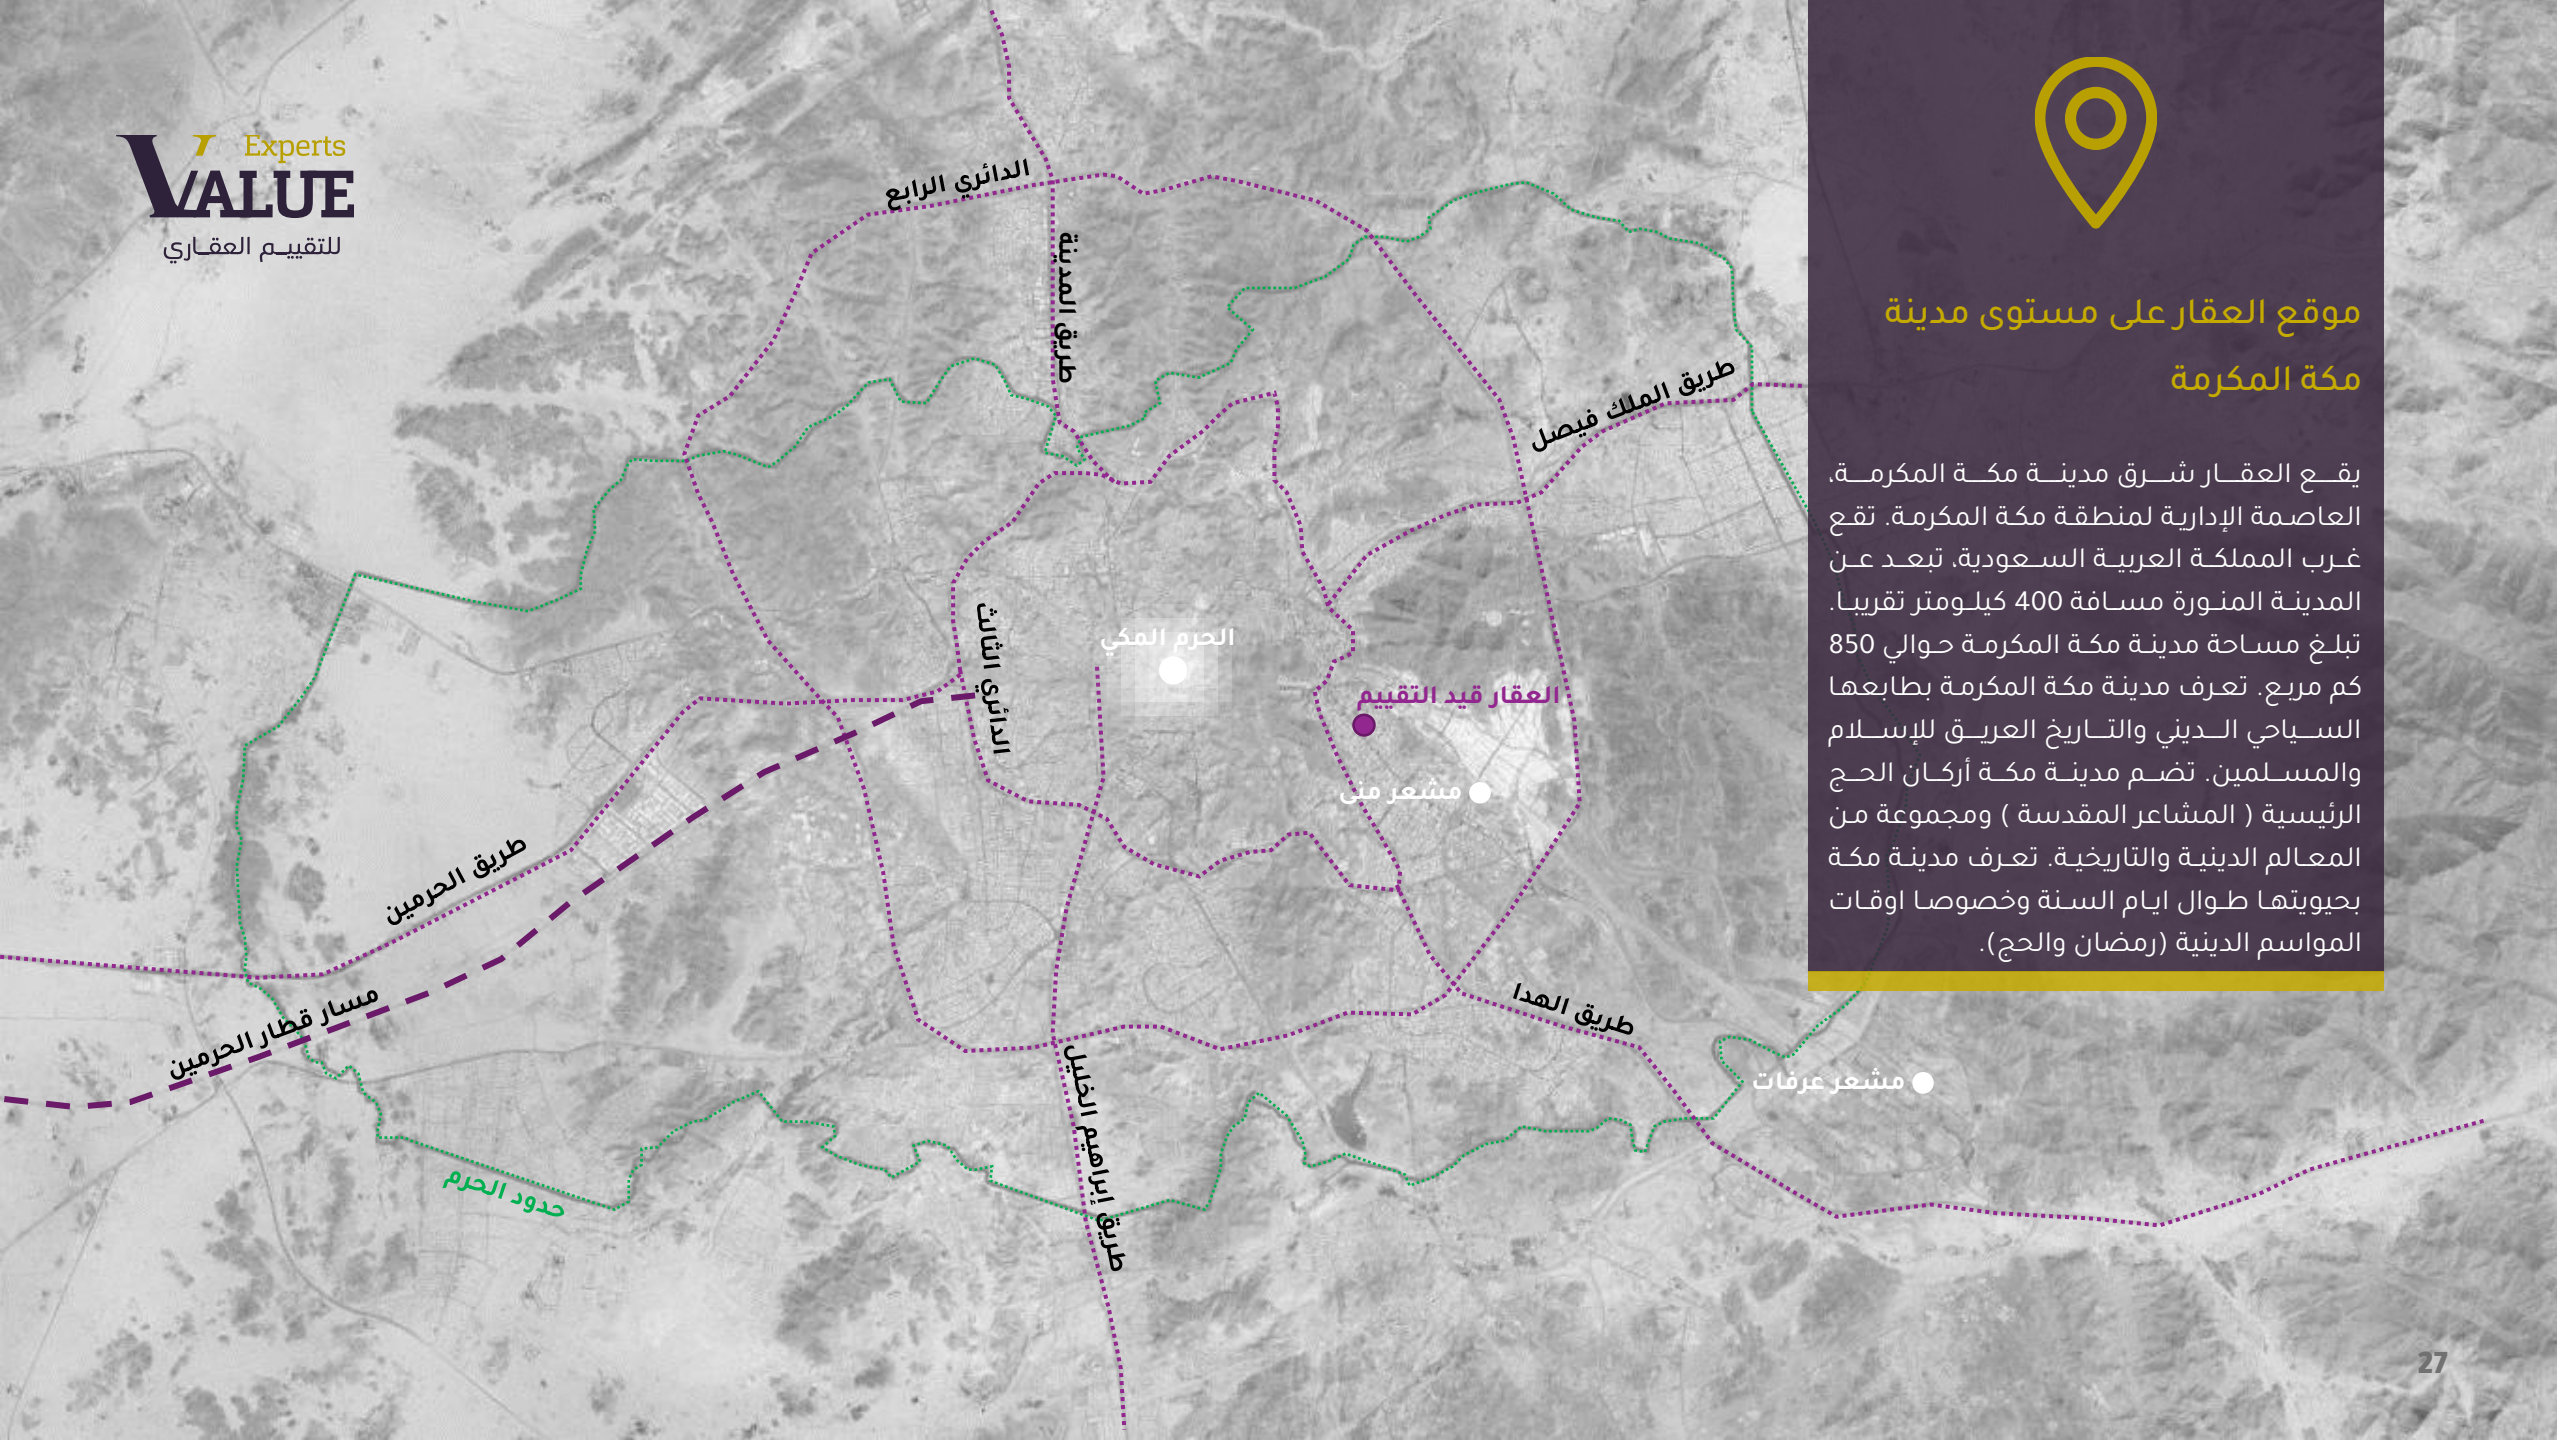 Experts
VALUE
للتقييم العقاري
موقع العقار على مستوى مدينة
مكة المكرمة
يقع العقار شرق مدينة مكة المكرمة،
العاصمة الإدارية لمنطقة مكة المكرمة. تقع
غرب المملكة العربية السعودية، تبعد عن
المدينة المنورة مسافة 400 كيلومتر تقريبا.
تبلغ مساحة مدينة مكة المكرمة حوالي 850
كم مربع. تعرف مدينة مكة المكرمة بطابعها
السياحي الديني والتاريخ العريق للإسلام
والمسلمين. تضم مدينة مكة أركان الحج
الرئيسية ( المشاعر المقدسة ) ومجموعة من
المعالم الدينية والتاريخية. تعرف مدينة مكة
بحيويتها طوال ايام السنة وخصوصا اوقات
المواسم الدينية (رمضان والحج).
الدائري الرابع
طريق المدينة
طريق الملك فيصل
الدائري الثالث
الحرم المكي
العقار قيد التقييم
مشعر منى
طريق الحرمين
مسار قطار الحرمين
طريق الهدا
مشعر عرفات
طريق إبراهيم الخليل
حدود الحرم
27